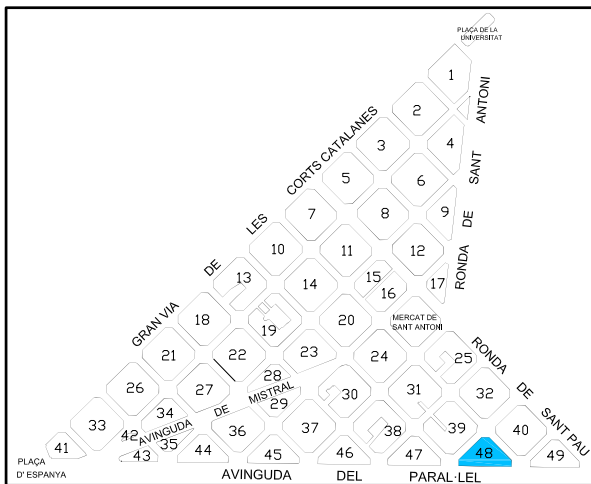 PLAÇA DE LA
UNIVERSITAT
1
2
ANTONI
3
4
CORTS CATALANES
5
6
SANT
7
8
9
LES
DE
10
11
12
RONDA
DE
13
14
15
16
17
18
19
20
MERCAT DE
SANT ANTONI
GRAN VIA
21
22
23
24
25
RONDA
26
27
28
MISTRAL
29
30
31
32
DE
33
34
DE
AVINGUDA
35
36
37
38
39
40
SANT PAU
41
42
43
44
45
46
47
48
49
PLAÇA
D' ESPANYA
AVINGUDA DEL PARAL·LEL